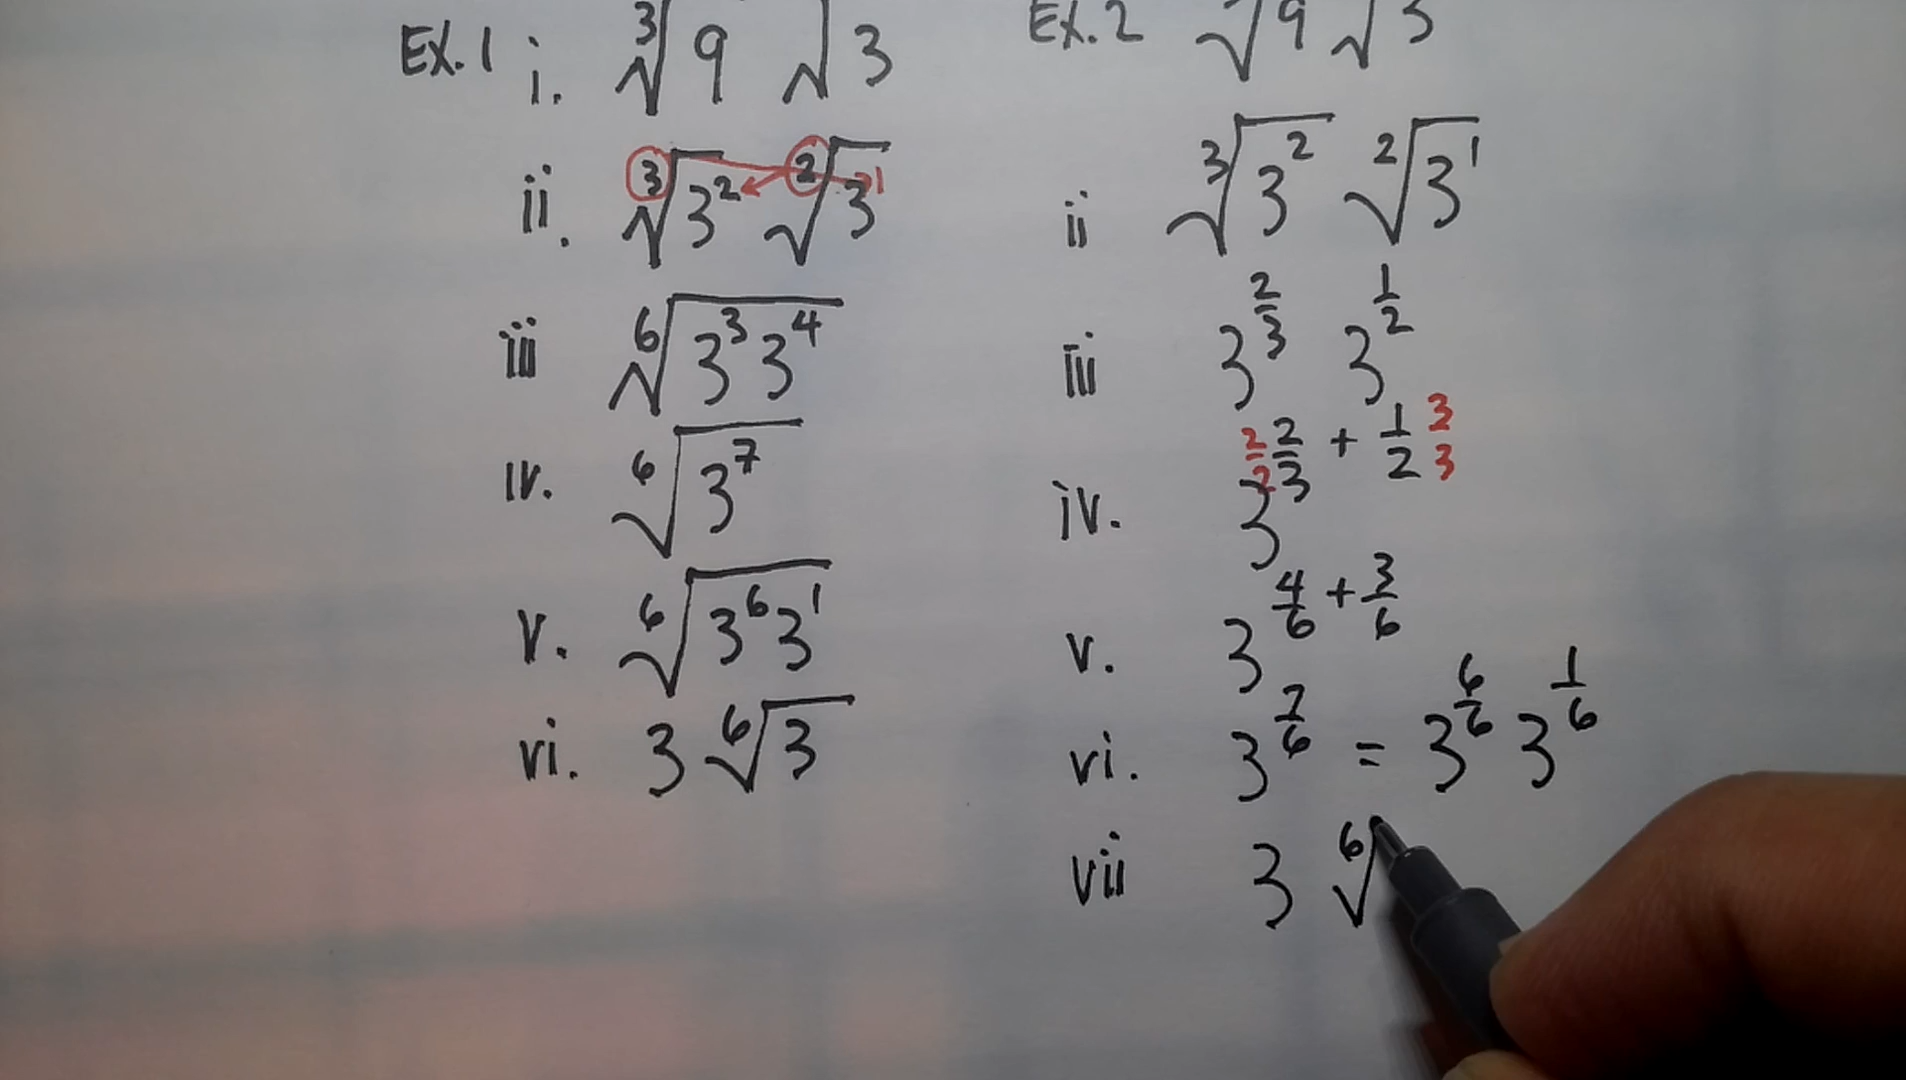 Ex. 1 i. ∛9 √3
ii. ∛3² ²√3¹
iii ⁶√3³3⁴
iv. ⁶√3⁷
v. ⁶√3⁶3¹
vi. 3 ⁶√3
Ex. 2 √9 √3
ii ∛3² ²√3¹
iii 3^(2/3) 3^(1/2)
iv. 3^(2/2 2/3 + 1/2 3/3)
v. 3^(4/6 + 3/6)
vi. 3^(7/6) = 3^(6/6) 3^(1/6)
vii 3 ⁶√